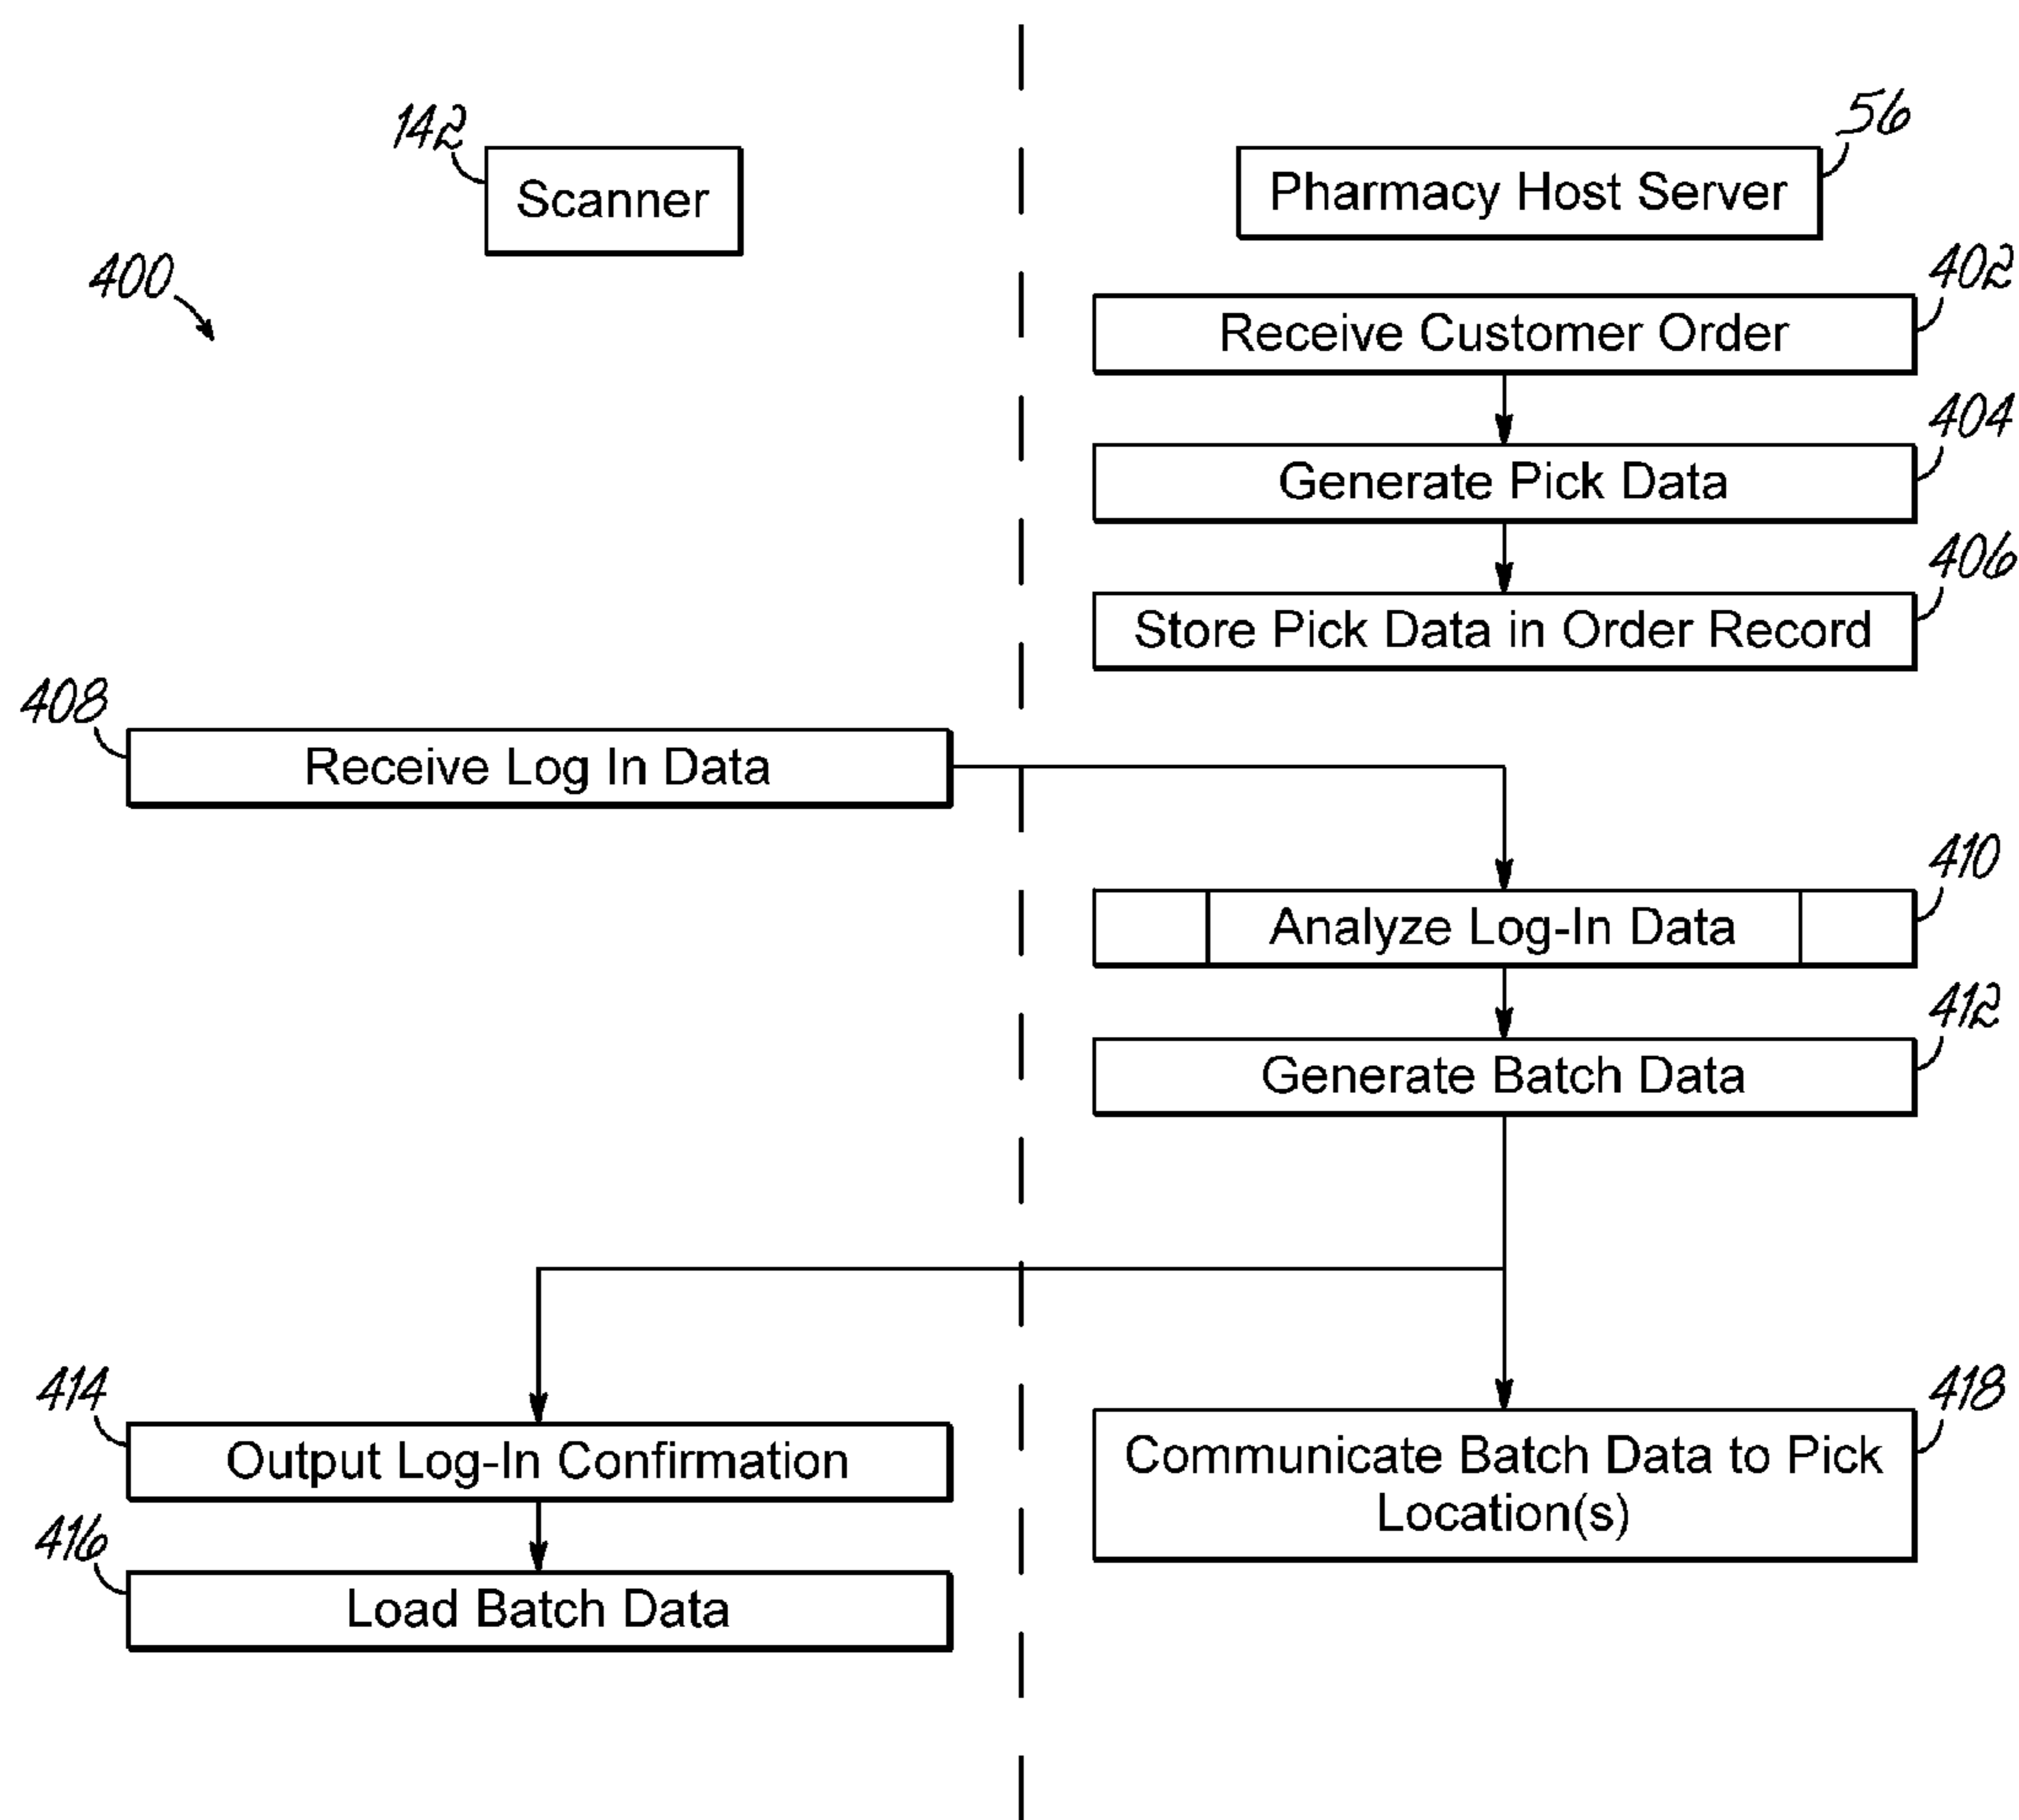 142
Scanner
56
Pharmacy Host Server
400
402
Receive Customer Order
404
Generate Pick Data
406
Store Pick Data in Order Record
408
Receive Log In Data
410
Analyze Log-In Data
412
Generate Batch Data
414
Output Log-In Confirmation
416
Load Batch Data
418
Communicate Batch Data to Pick
Location(s)